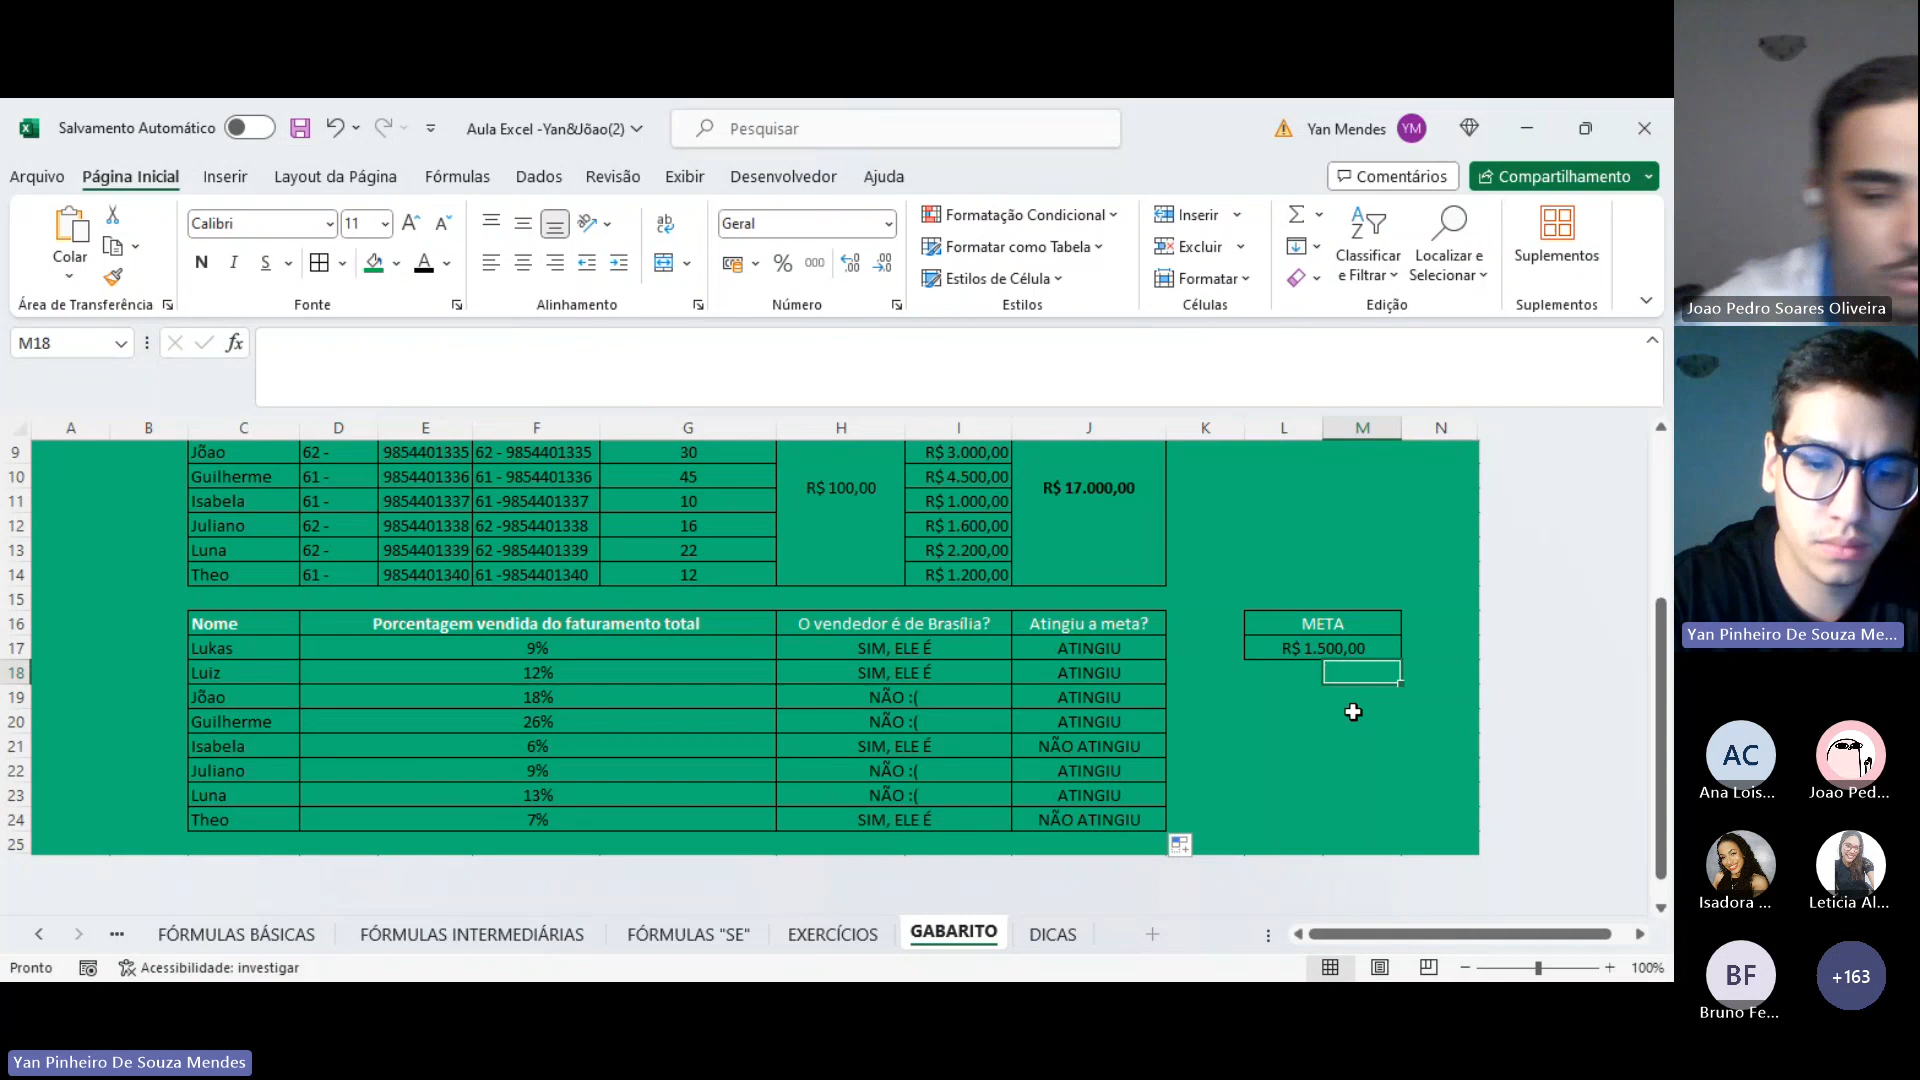 Salvamento Automático
Aula Excel -Yan&Jõao(2)
Pesquisar
Yan Mendes
YM
Arquivo Página Inicial Inserir Layout da Página Fórmulas Dados Revisão Exibir Desenvolvedor Ajuda
Comentários
Compartilhamento
Colar
Área de Transferência
Calibri
11
N I S
Fonte
ab
Alinhamento
Geral
% 000
Número
Formatação Condicional
Formatar como Tabela
Estilos de Célula
Estilos
Inserir
Excluir
Formatar
Células
Classificar e Filtrar
Localizar e Selecionar
Edição
Suplementos
Suplementos
M18
fx
A B C D E F G H I J K L M N
9 Jõao 62 - 9854401335 62 - 9854401335 30 R$ 3.000,00
10 Guilherme 61 - 9854401336 61 - 9854401336 45 R$ 4.500,00
R$ 100,00 R$ 17.000,00
11 Isabela 61 - 9854401337 61 -9854401337 10 R$ 1.000,00
12 Juliano 62 - 9854401338 62 -9854401338 16 R$ 1.600,00
13 Luna 62 - 9854401339 62 -9854401339 22 R$ 2.200,00
14 Theo 61 - 9854401340 61 -9854401340 12 R$ 1.200,00
15
16 Nome Porcentagem vendida do faturamento total O vendedor é de Brasília? Atingiu a meta? META
17 Lukas 9% SIM, ELE É ATINGIU R$ 1.500,00
18 Luiz 12% SIM, ELE É ATINGIU
19 Jõao 18% NÃO :( ATINGIU
20 Guilherme 26% NÃO :( ATINGIU
21 Isabela 6% SIM, ELE É NÃO ATINGIU
22 Juliano 9% NÃO :( ATINGIU
23 Luna 13% NÃO :( ATINGIU
24 Theo 7% SIM, ELE É NÃO ATINGIU
25
FÓRMULAS BÁSICAS FÓRMULAS INTERMEDIÁRIAS FÓRMULAS "SE" EXERCÍCIOS GABARITO DICAS
Pronto
Acessibilidade: investigar
100%
Joao Pedro Soares Oliveira
Yan Pinheiro De Souza Me...
AC
Ana Lois...
Joao Ped...
Isadora ...
Letícia Al...
BF
Bruno Fe...
+163
Yan Pinheiro De Souza Mendes